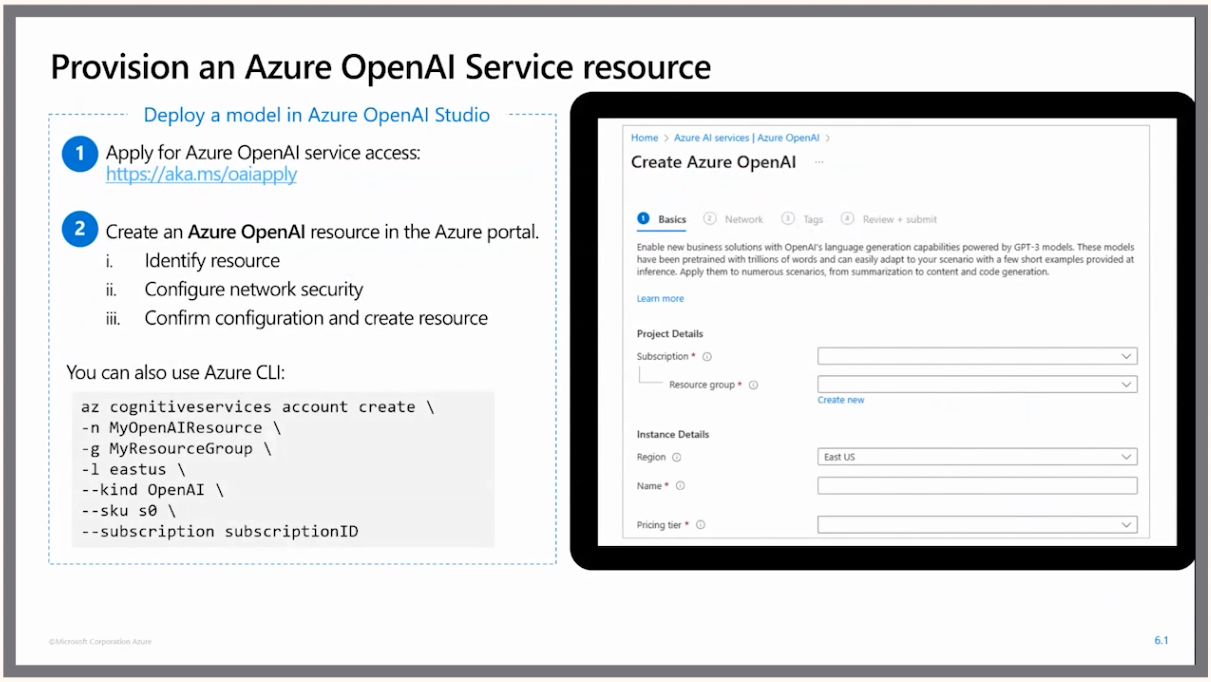 Provision an Azure OpenAI Service resource
Deploy a model in Azure OpenAI Studio
1 Apply for Azure OpenAI service access:
https://aka.ms/oaiapply
2 Create an Azure OpenAI resource in the Azure portal.
i. Identify resource
ii. Configure network security
iii. Confirm configuration and create resource
You can also use Azure CLI:
az cognitiveservices account create \
-n MyOpenAIResource \
-g MyResourceGroup \
-l eastus \
--kind OpenAI \
--sku s0 \
--subscription subscriptionID
Home > Azure AI services | Azure OpenAI >
Create Azure OpenAI ...
1 Basics 2 Network 3 Tags 4 Review + submit
Enable new business solutions with OpenAI's language generation capabilities powered by GPT-3 models. These models
have been pretrained with trillions of words and can easily adapt to your scenario with a few short examples provided at
inference. Apply them to numerous scenarios, from summarization to content and code generation.
Learn more
Project Details
Subscription *
Resource group *
Create new
Instance Details
Region East US
Name *
Pricing tier *
©Microsoft Corporation Azure
6.1